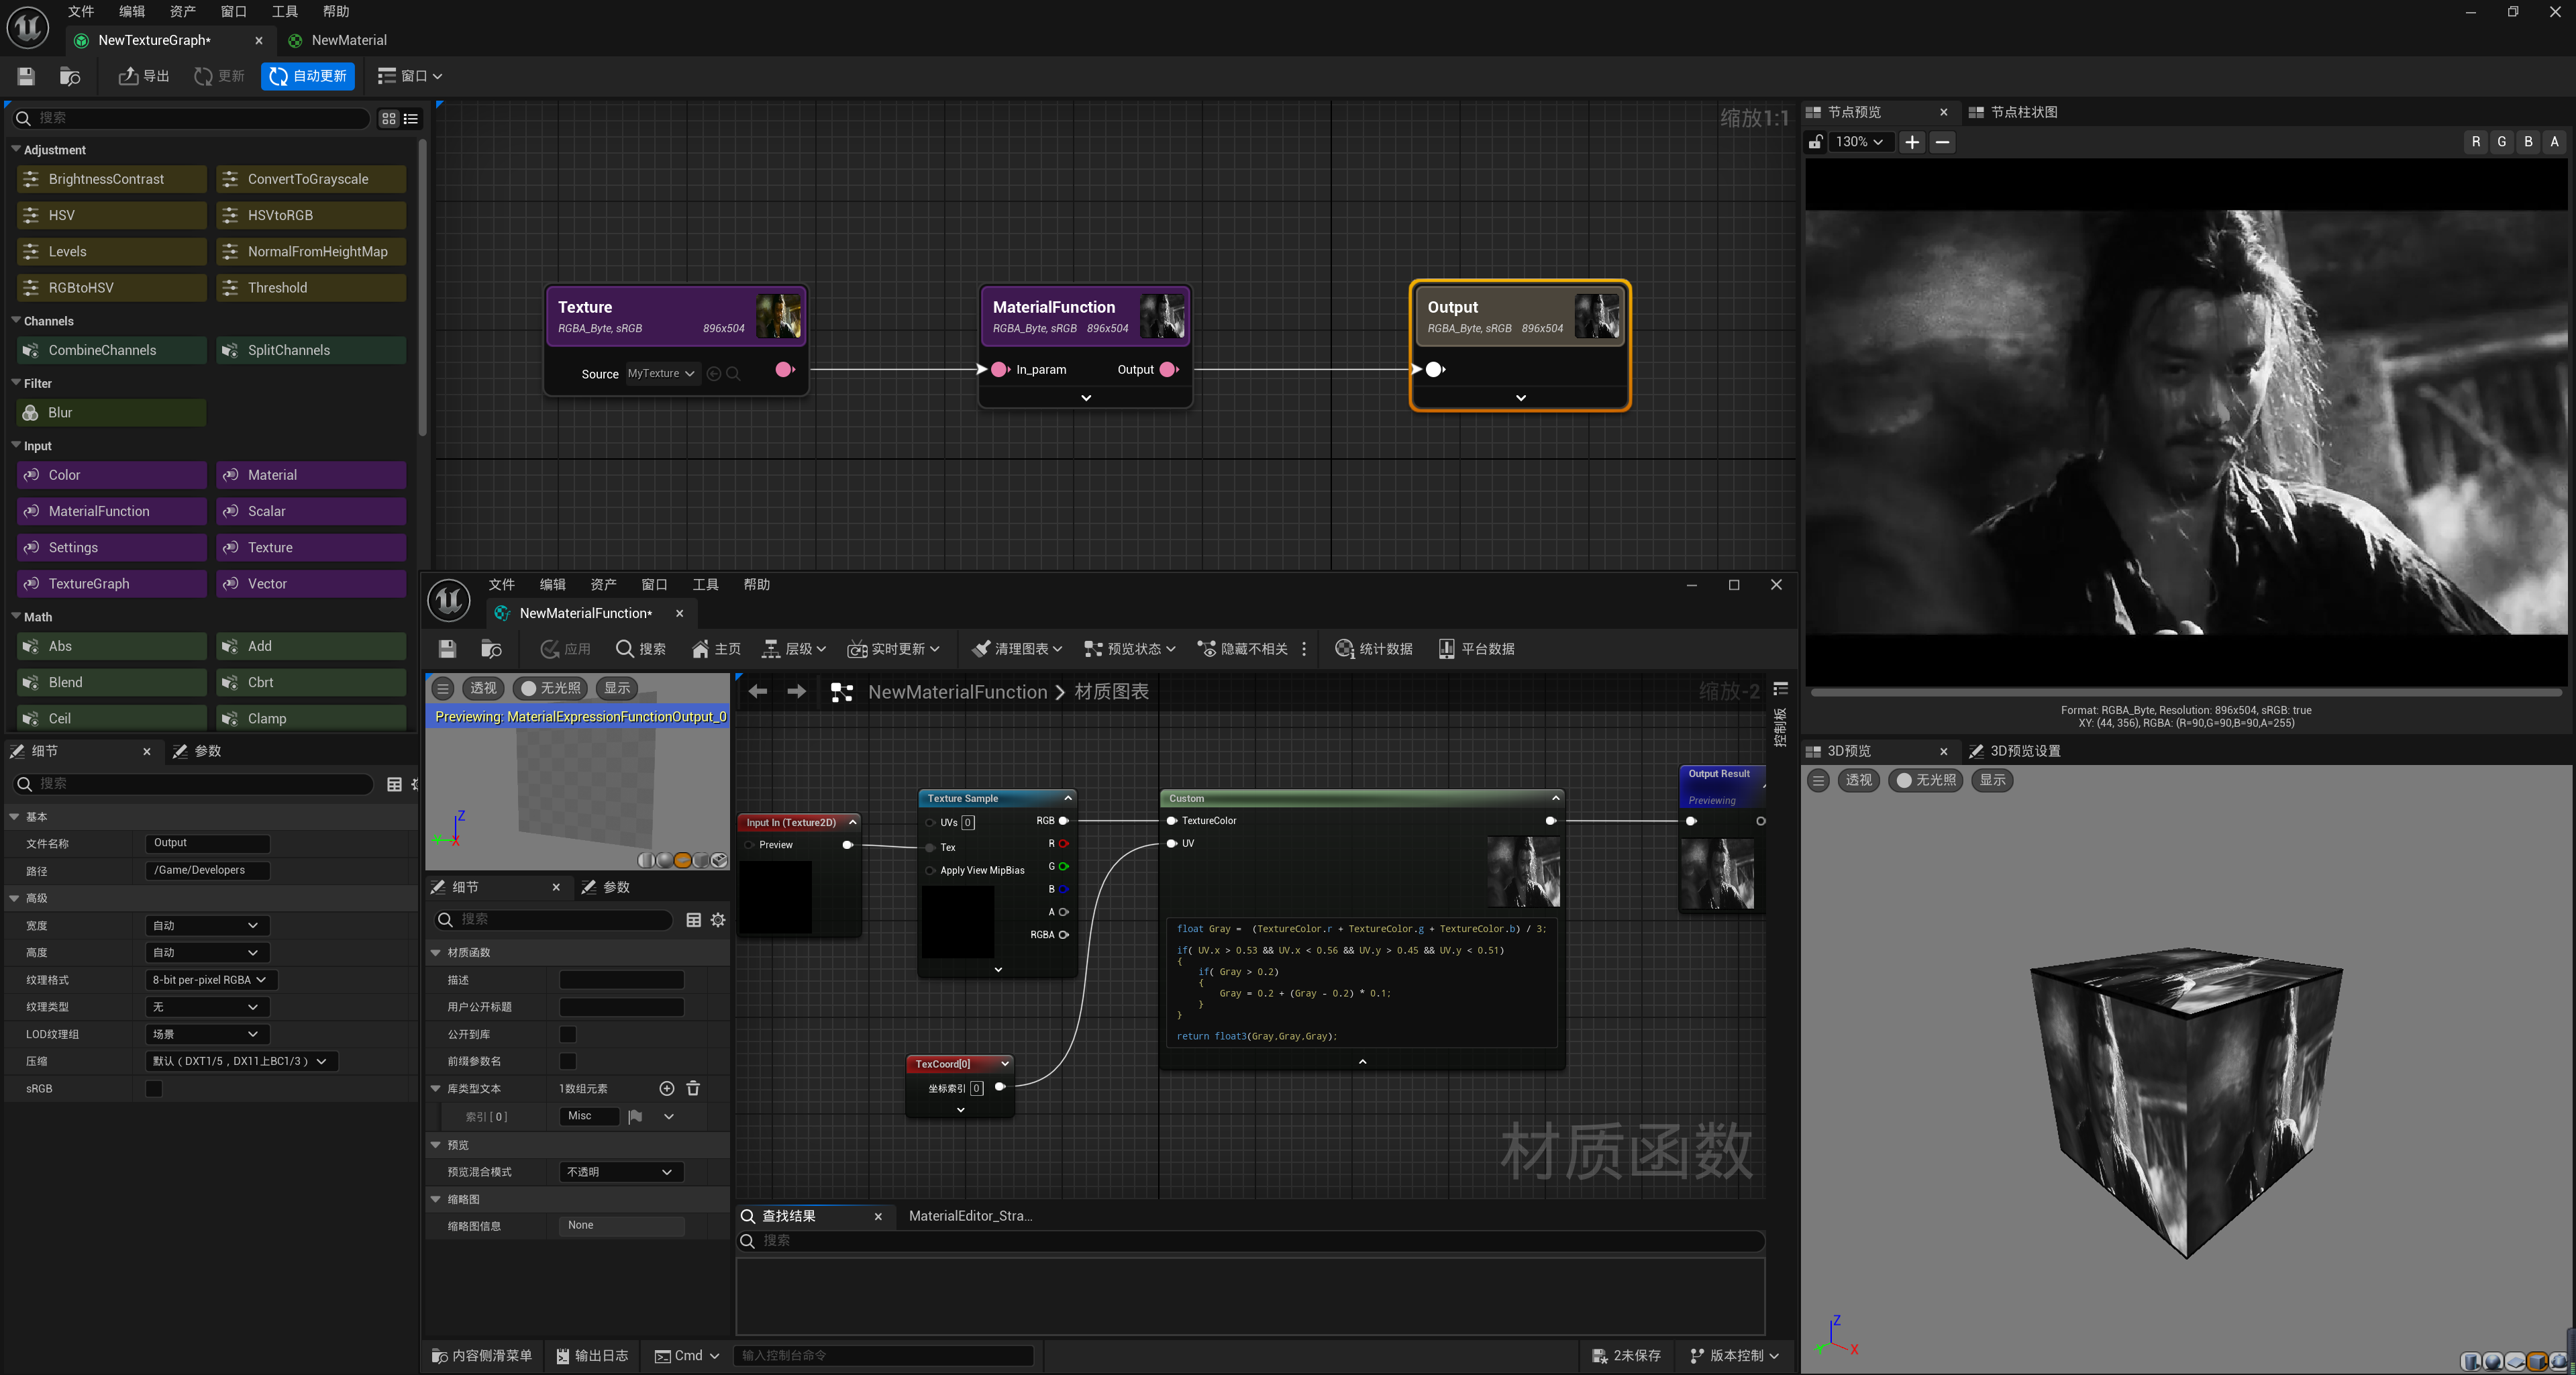 文件 编辑 资产 窗口 工具 帮助
NewTextureGraph*
NewMaterial
导出
更新
自动更新
窗口
搜索
Adjustment
BrightnessContrast
ConvertToGrayscale
HSV
HSVtoRGB
Levels
NormalFromHeightMap
RGBtoHSV
Threshold
Channels
CombineChannels
SplitChannels
Filter
Blur
Input
Color
Material
MaterialFunction
Scalar
Settings
Texture
TextureGraph
Vector
Math
Abs
Add
Blend
Cbrt
Ceil
Clamp
缩放1:1
Texture
RGBA_Byte, sRGB 896x504
Source MyTexture
MaterialFunction
RGBA_Byte, sRGB 896x504
In_param Output
Output
RGBA_Byte, sRGB 896x504
节点预览
节点柱状图
130%
R G B A
Format: RGBA_Byte, Resolution: 896x504, sRGB: true
XY: (44, 356), RGBA: (R=90,G=90,B=90,A=255)
3D预览
3D预览设置
透视
无光照
显示
Z
Y
X
细节
参数
搜索
基本
文件名称 Output
路径 /Game/Developers
高级
宽度 自动
高度 自动
纹理格式 8-bit per-pixel RGBA
纹理类型 无
LOD纹理组 场景
压缩 默认（DXT1/5，DX11上BC1/3）
sRGB
文件 编辑 资产 窗口 工具 帮助
NewMaterialFunction*
应用
搜索
主页
层级
实时更新
清理图表
预览状态
隐藏不相关
统计数据
平台数据
透视
无光照
显示
Previewing: MaterialExpressionFunctionOutput_0
Z
Y
X
细节
参数
搜索
材质函数
描述
用户公开标题
公开到库
前缀参数名
库类型文本 1数组元素
索引 [ 0 ] Misc
预览
预览混合模式 不透明
缩略图
缩略图信息 None
NewMaterialFunction > 材质图表
缩放-2
控制板
Input In (Texture2D)
Preview
Texture Sample
UVs 0
Tex
Apply View MipBias
RGB
R
G
B
A
RGBA
TexCoord[0]
坐标索引 0
Custom
TextureColor
UV
float Gray = (TextureColor.r + TextureColor.g + TextureColor.b) / 3;
if( UV.x > 0.53 && UV.x < 0.56 && UV.y > 0.45 && UV.y < 0.51)
{
if( Gray > 0.2)
{
Gray = 0.2 + (Gray - 0.2) * 0.1;
}
}
return float3(Gray,Gray,Gray);
Output Result
Previewing
材质函数
查找结果
MaterialEditor_Stra...
搜索
内容侧滑菜单
输出日志
Cmd
输入控制台命令
2未保存
版本控制